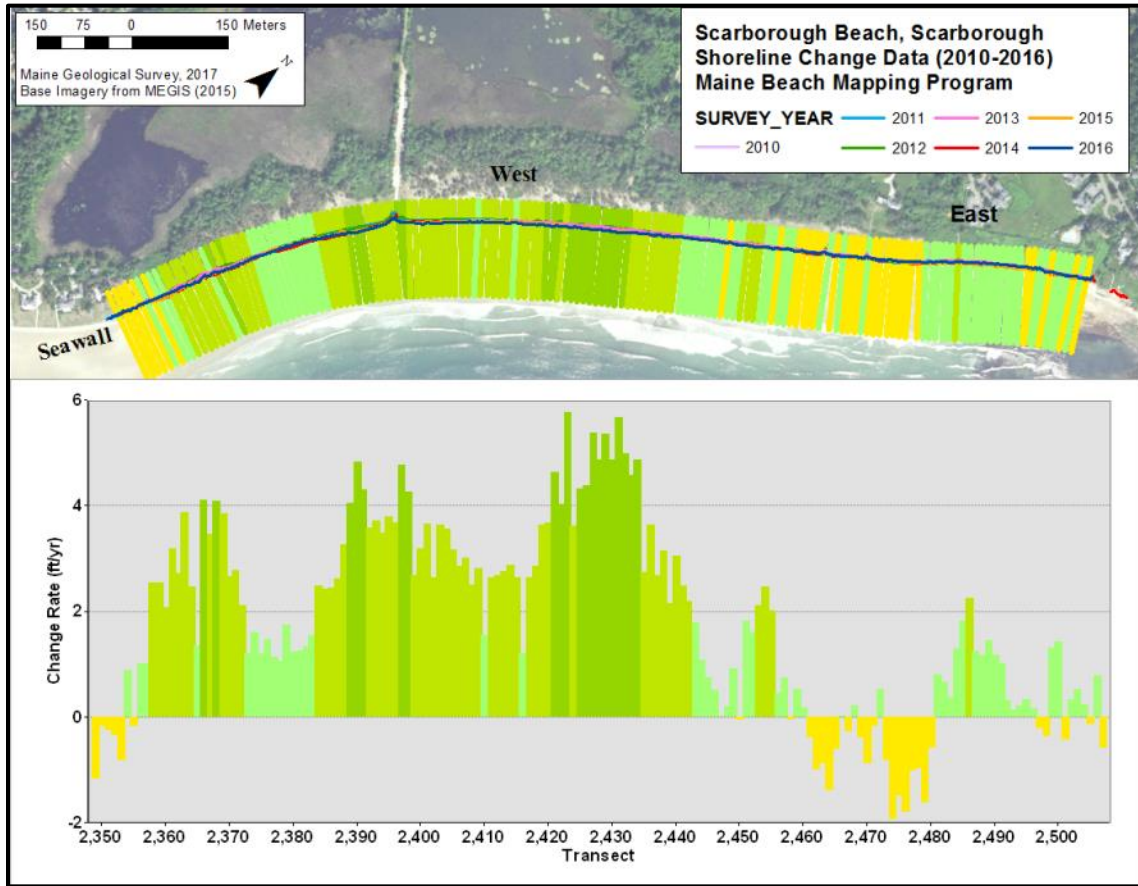 150 75 0 150 Meters
Maine Geological Survey, 2017
Base Imagery from MEGIS (2015)
N
Scarborough Beach, Scarborough
Shoreline Change Data (2010-2016)
Maine Beach Mapping Program
SURVEY_YEAR 2011 2013 2015
2010 2012 2014 2016
West
East
Seawall
6
4
2
0
-2
Change Rate (ft/yr)
2,350 2,360 2,370 2,380 2,390 2,400 2,410 2,420 2,430 2,440 2,450 2,460 2,470 2,480 2,490 2,500
Transect